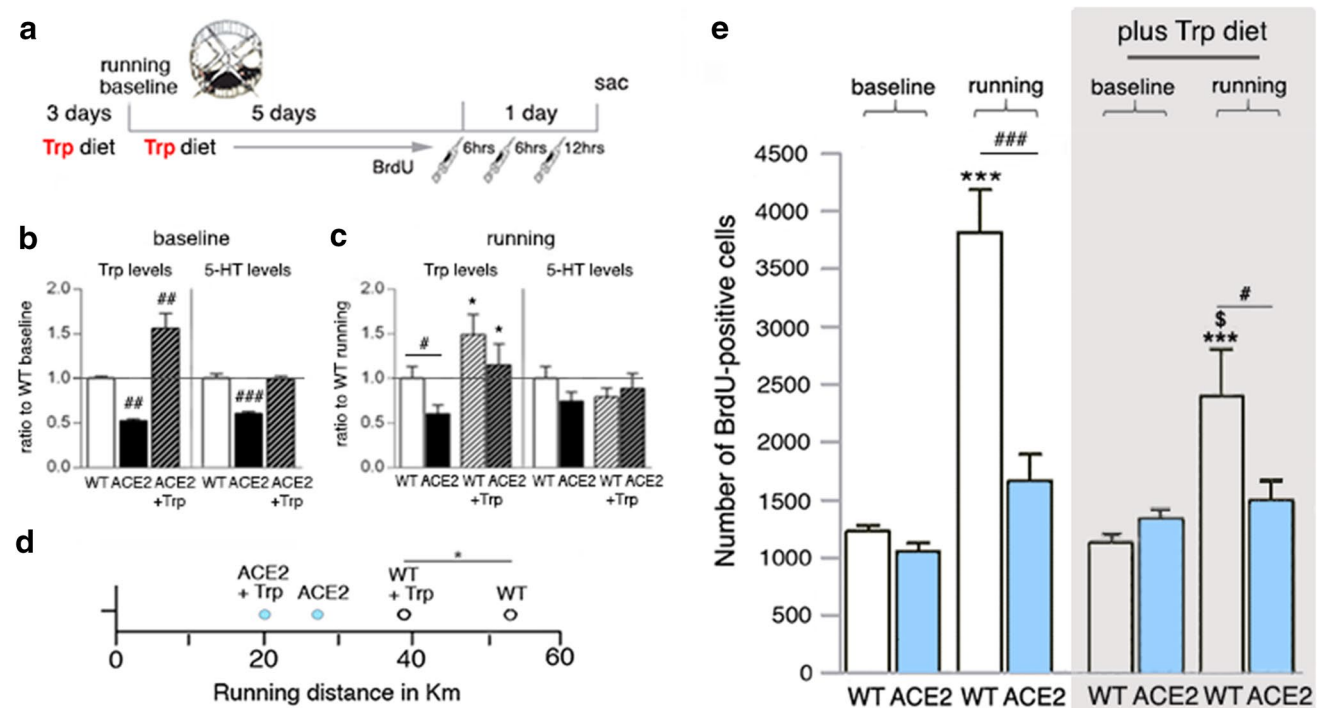 a
running
baseline
sac
3 days
5 days
1 day
Trp diet
Trp diet
BrdU
6hrs
6hrs
12hrs
b
baseline
Trp levels
5-HT levels
ratio to WT baseline
2.0
1.5
1.0
0.5
0.0
##
##
###
WT ACE2 ACE2
+Trp
WT ACE2 ACE2
+Trp
c
running
Trp levels
5-HT levels
ratio to WT running
2.0
1.5
1.0
0.5
0.0
#
*
*
WT ACE2 WT ACE2
+Trp
WT ACE2 WT ACE2
+Trp
d
ACE2
+ Trp
ACE2
WT
+ Trp
*
WT
0 20 40 60
Running distance in Km
e
plus Trp diet
baseline
running
baseline
running
Number of BrdU-positive cells
4500
4000
3500
3000
2500
2000
1500
1000
500
0
***
###
$
***
#
WT ACE2 WT ACE2 WT ACE2 WT ACE2